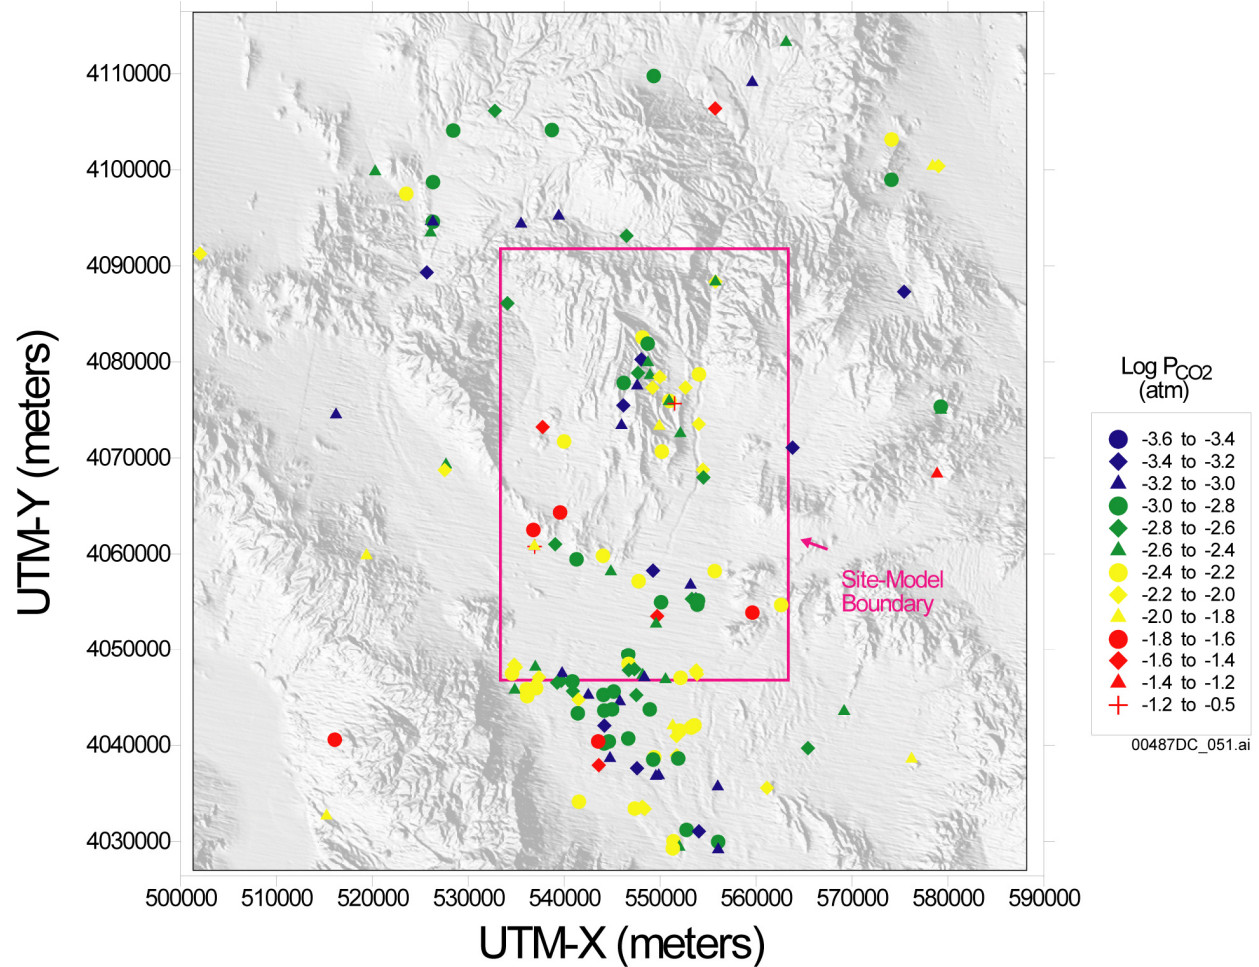 4110000
4100000
4090000
4080000
4070000
4060000
4050000
4040000
4030000
UTM-Y (meters)
500000 510000 520000 530000 540000 550000 560000 570000 580000 590000
UTM-X (meters)
Site-Model
Boundary
Log PCO2
(atm)
-3.6 to -3.4
-3.4 to -3.2
-3.2 to -3.0
-3.0 to -2.8
-2.8 to -2.6
-2.6 to -2.4
-2.4 to -2.2
-2.2 to -2.0
-2.0 to -1.8
-1.8 to -1.6
-1.6 to -1.4
-1.4 to -1.2
-1.2 to -0.5
00487DC_051.ai